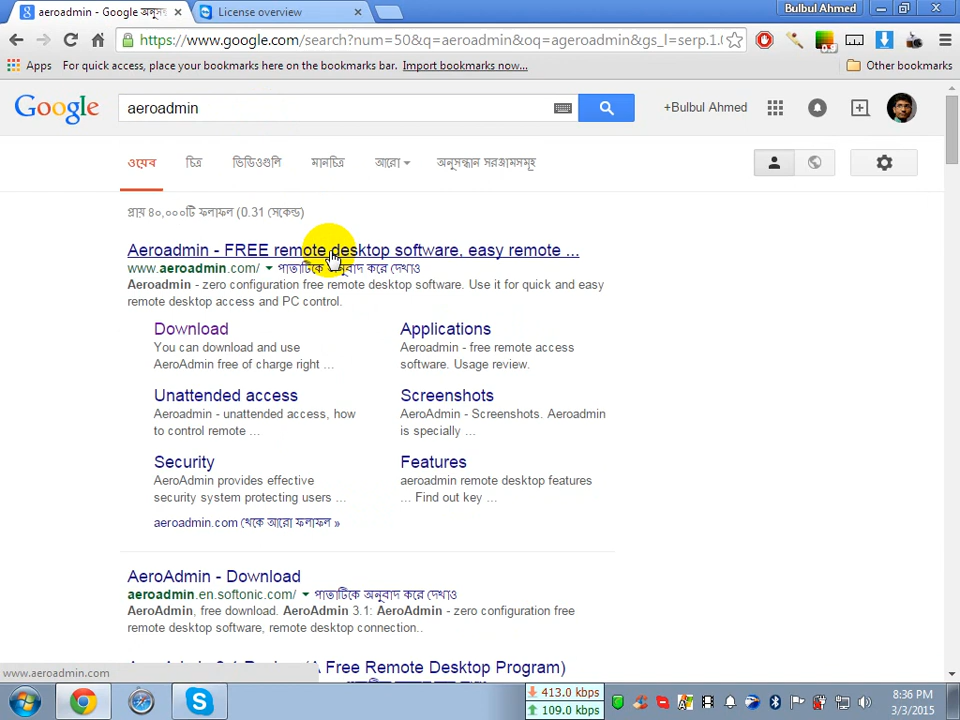 aeroadmin - Google অনুসন্ধ
License overview
Bulbul Ahmed
https://www.google.com/search?num=50&q=aeroadmin&oq=ageroadmin&gs_l=serp.1.0
Apps
For quick access, place your bookmarks here on the bookmarks bar. Import bookmarks now...
Other bookmarks
Google
aeroadmin
+Bulbul Ahmed
ওয়েব
চিত্র
ভিডিওগুলি
মানচিত্র
আরো
অনুসন্ধান সরঞ্জামসমূহ
প্রায় ৪০,০০০টি ফলাফল (0.31 সেকেন্ড)
Aeroadmin - FREE remote desktop software, easy remote ...
www.aeroadmin.com/ পাতাটিকে অনুবাদ করে দেখাও
Aeroadmin - zero configuration free remote desktop software. Use it for quick and easy
remote desktop access and PC control.
Download
You can download and use
AeroAdmin free of charge right ...
Applications
Aeroadmin - free remote access
software. Usage review.
Unattended access
Aeroadmin - unattended access, how
to control remote ...
Screenshots
AeroAdmin - Screenshots. Aeroadmin
is specially ...
Security
AeroAdmin provides effective
security system protecting users ...
Features
aeroadmin remote desktop features
... Find out key ...
aeroadmin.com থেকে আরো ফলাফল »
AeroAdmin - Download
aeroadmin.en.softonic.com/ পাতাটিকে অনুবাদ করে দেখাও
AeroAdmin, free download. AeroAdmin 3.1: AeroAdmin - zero configuration free
remote desktop software, remote desktop connection..
(A Free Remote Desktop Program)
www.aeroadmin.com
413.0 kbps
109.0 kbps
8:36 PM
3/3/2015